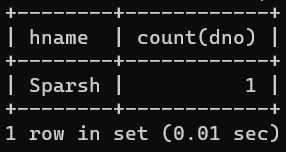 +--------+------------+
| hname  | count(dno) |
+--------+------------+
| Sparsh |          1 |
+--------+------------+
1 row in set (0.01 sec)